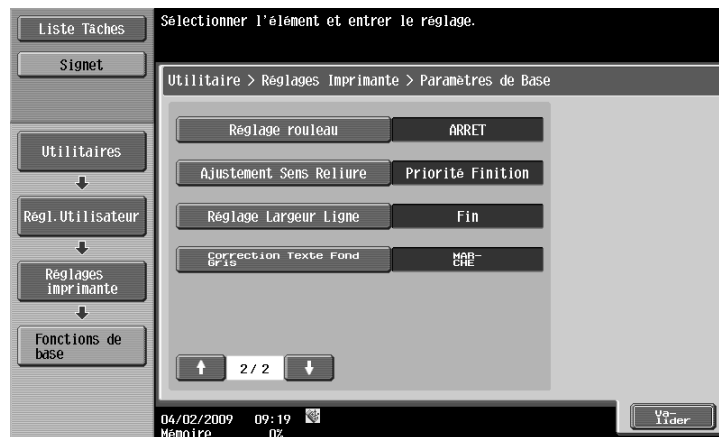 Liste Tâches
Sélectionner l'élément et entrer le réglage.
Signet
Utilitaire > Réglages Imprimante > Paramètres de Base
Réglage rouleau
ARRET
Utilitaires
Ajustement Sens Reliure
Priorité Finition
Régl.Utilisateur
Réglage Largeur Ligne
Fin
Correction Texte Fond
Gris
MAR-
CHE
Réglages
imprimante
Fonctions de
base
2/2
Va-
lider
04/02/2009 09:19
Mémoire 0%